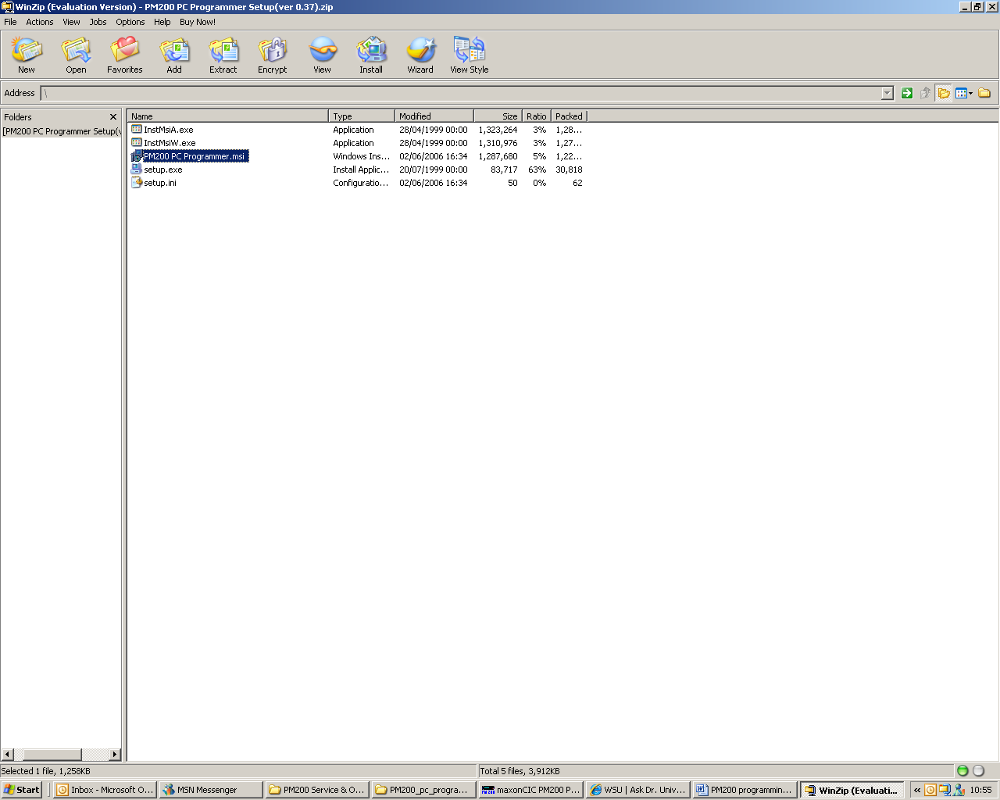 WinZip (Evaluation Version) - PM200 PC Programmer Setup(ver 0.37).zip
File Actions View Jobs Options Help Buy Now!
New Open Favorites Add Extract Encrypt View Install Wizard View Style
Address \
Folders
[PM200 PC Programmer Setup(v
Name Type Modified Size Ratio Packed
InstMsiA.exe Application 28/04/1999 00:00 1,323,264 3% 1,28...
InstMsiW.exe Application 28/04/1999 00:00 1,310,976 3% 1,27...
PM200 PC Programmer.msi Windows Ins... 02/06/2006 16:34 1,287,680 5% 1,22...
setup.exe Install Applic... 20/07/1999 00:00 83,717 63% 30,818
setup.ini Configuratio... 02/06/2006 16:34 50 0% 62
Selected 1 file, 1,258KB Total 5 files, 3,912KB
Start Inbox - Microsoft O... MSN Messenger PM200 Service & O... PM200_pc_progra... maxonCIC PM200 P... WSU | Ask Dr. Univ... PM200 programmin... WinZip (Evaluati... « 10:55